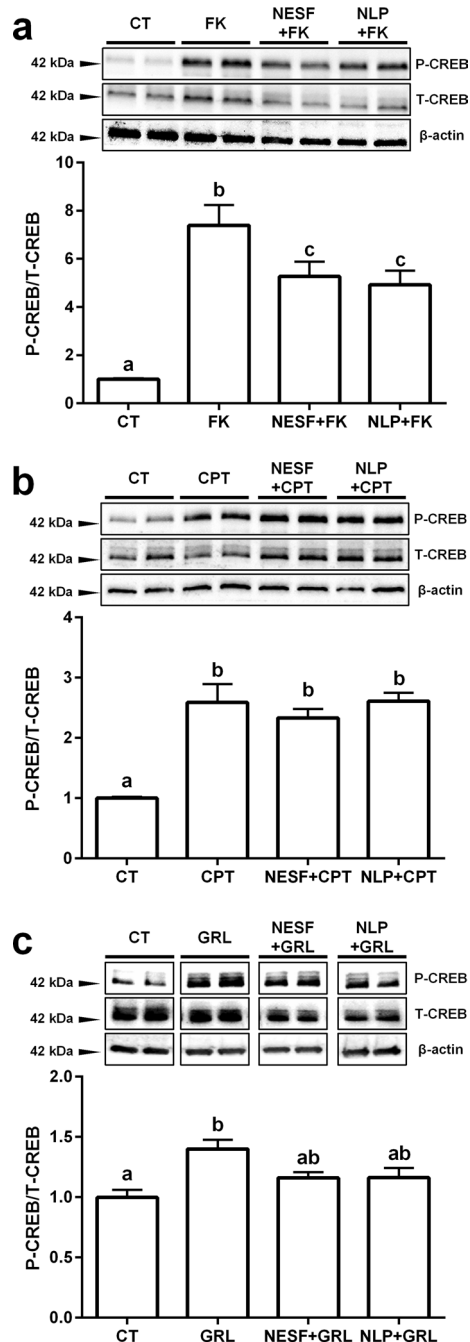 a
CT FK NESF +FK NLP +FK
42 kDa P-CREB
42 kDa T-CREB
42 kDa β-actin
P-CREB/T-CREB
10
8
6
4
2
0
a b c c
CT FK NESF+FK NLP+FK
b
CT CPT NESF +CPT NLP +CPT
42 kDa P-CREB
42 kDa T-CREB
42 kDa β-actin
P-CREB/T-CREB
4
3
2
1
0
a b b b
CT CPT NESF+CPT NLP+CPT
c
CT GRL NESF +GRL NLP +GRL
42 kDa P-CREB
42 kDa T-CREB
42 kDa β-actin
P-CREB/T-CREB
2.0
1.5
1.0
0.5
0.0
a b ab ab
CT GRL NESF+GRL NLP+GRL